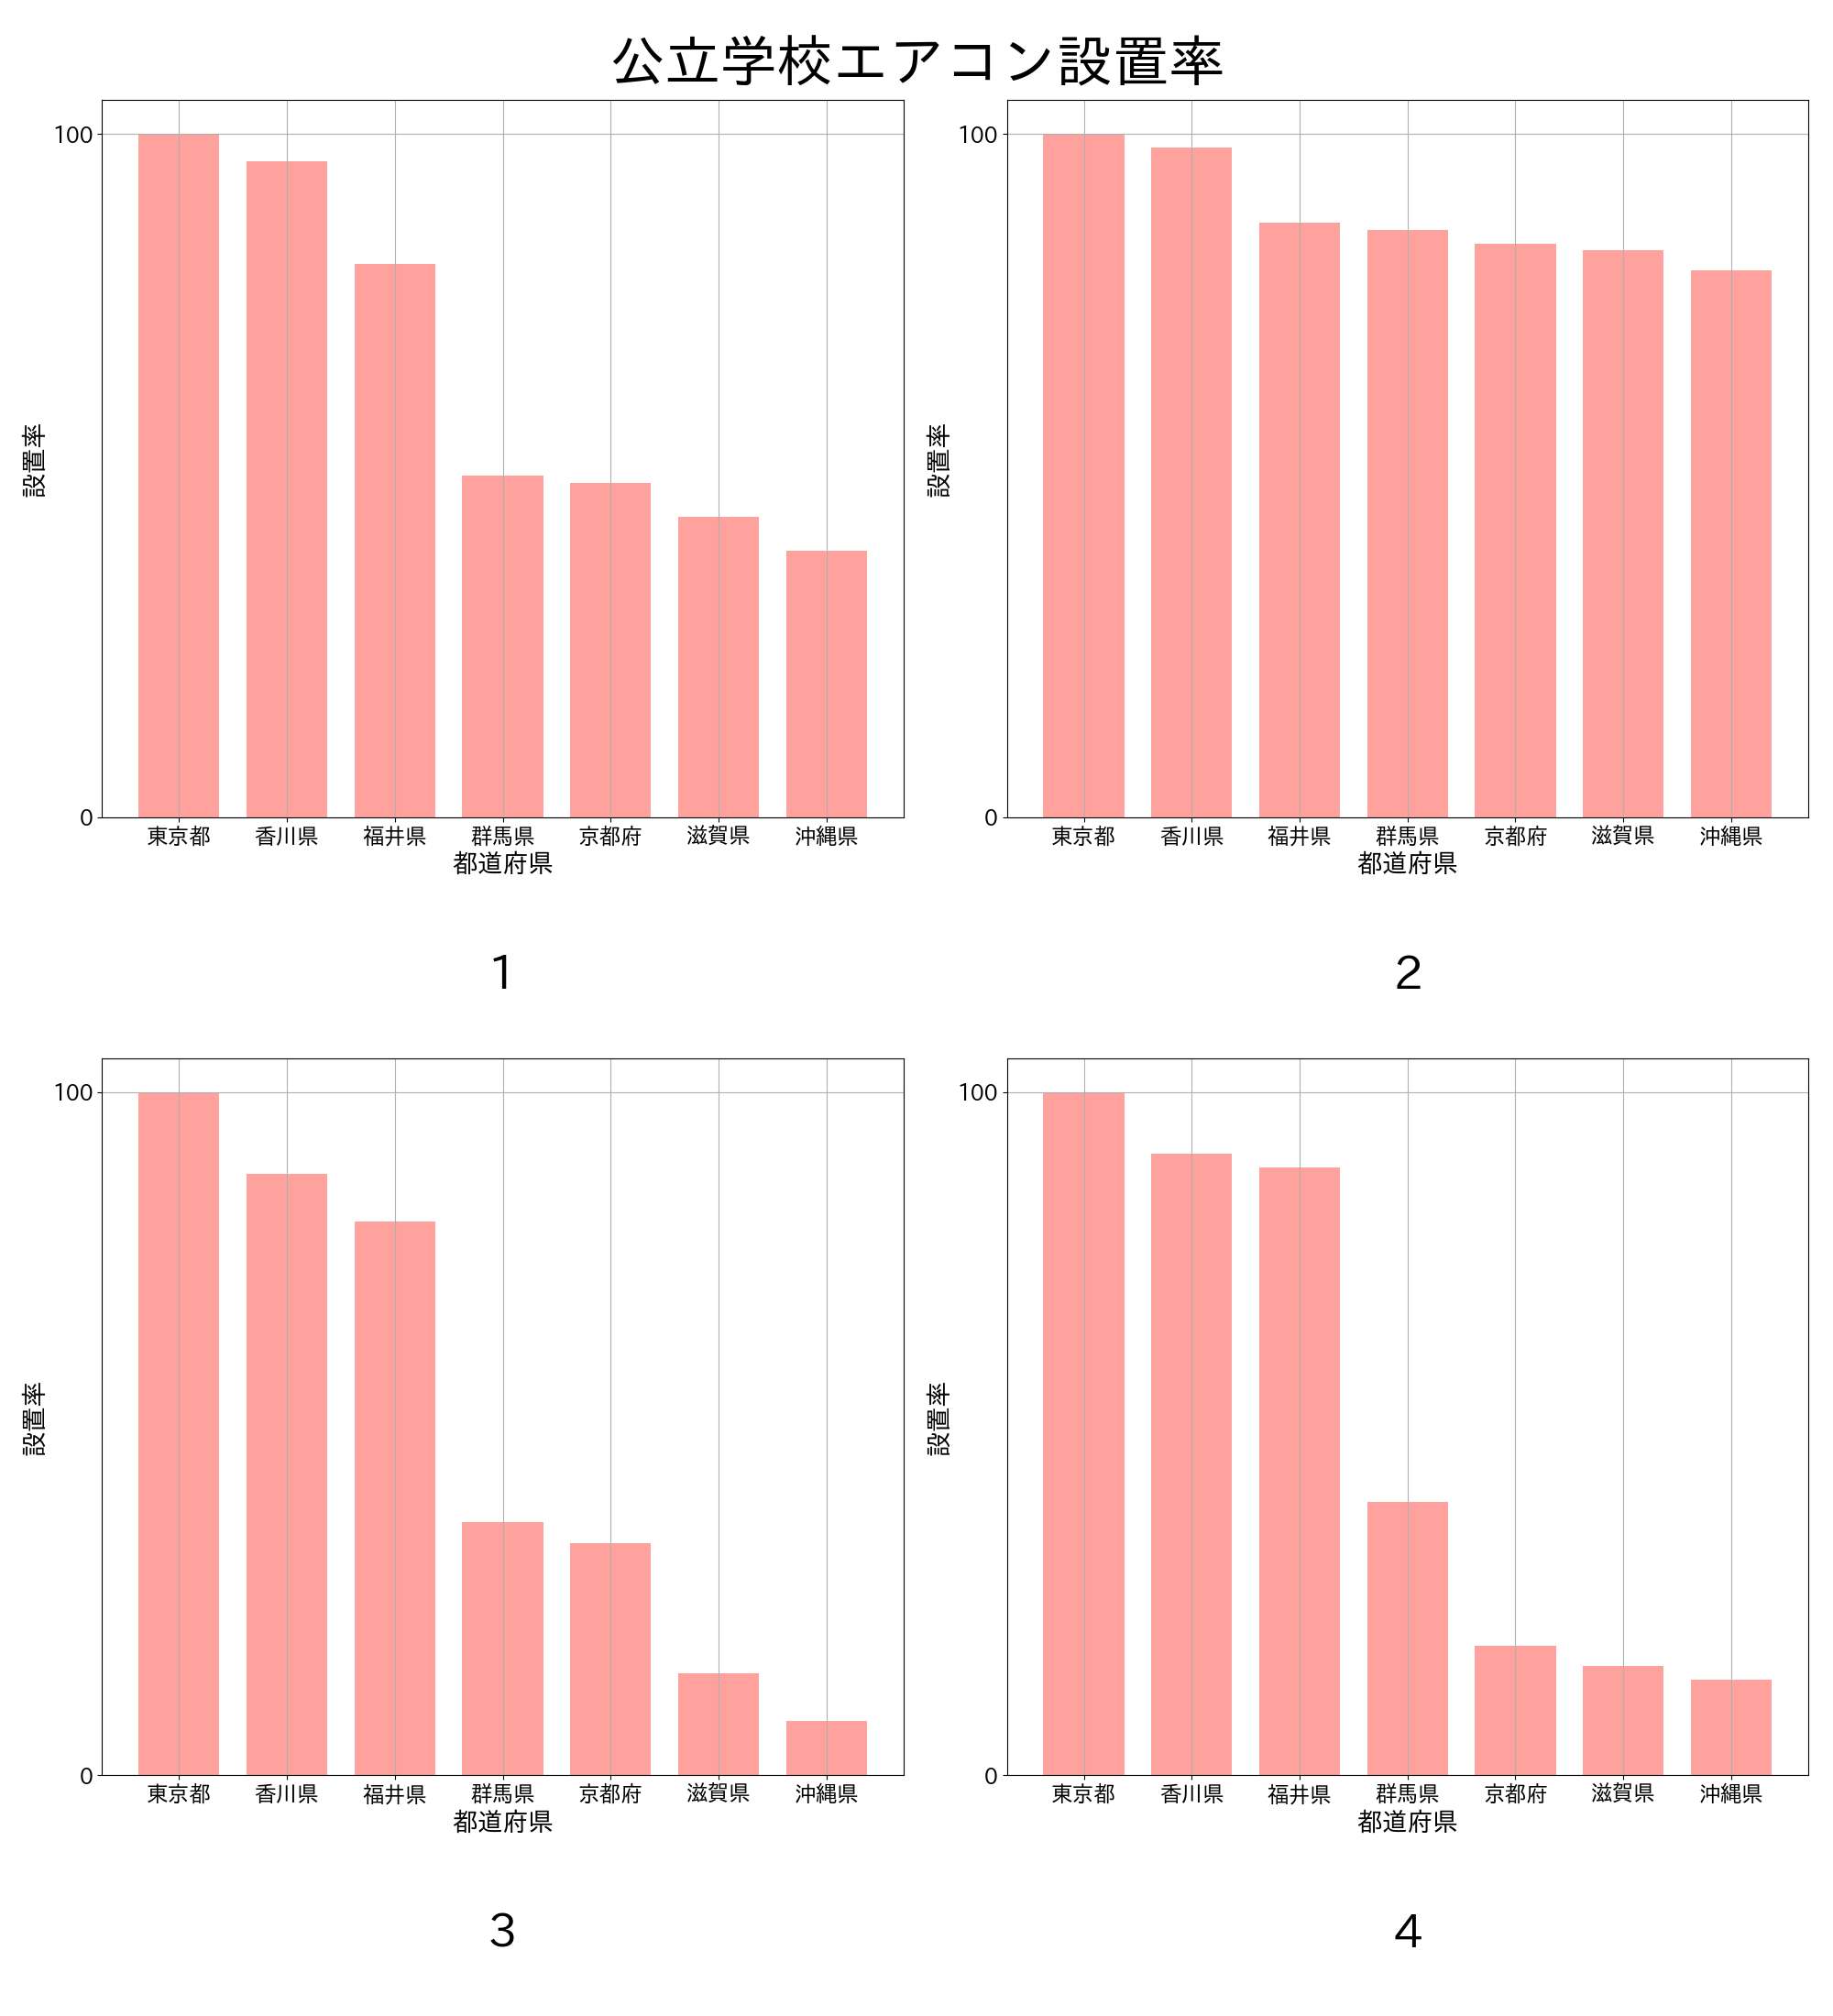 公立学校エアコン設置率
100
0
設置率
東京都 香川県 福井県 群馬県 京都府 滋賀県 沖縄県
都道府県
1
100
0
設置率
東京都 香川県 福井県 群馬県 京都府 滋賀県 沖縄県
都道府県
2
100
0
設置率
東京都 香川県 福井県 群馬県 京都府 滋賀県 沖縄県
都道府県
3
100
0
設置率
東京都 香川県 福井県 群馬県 京都府 滋賀県 沖縄県
都道府県
4